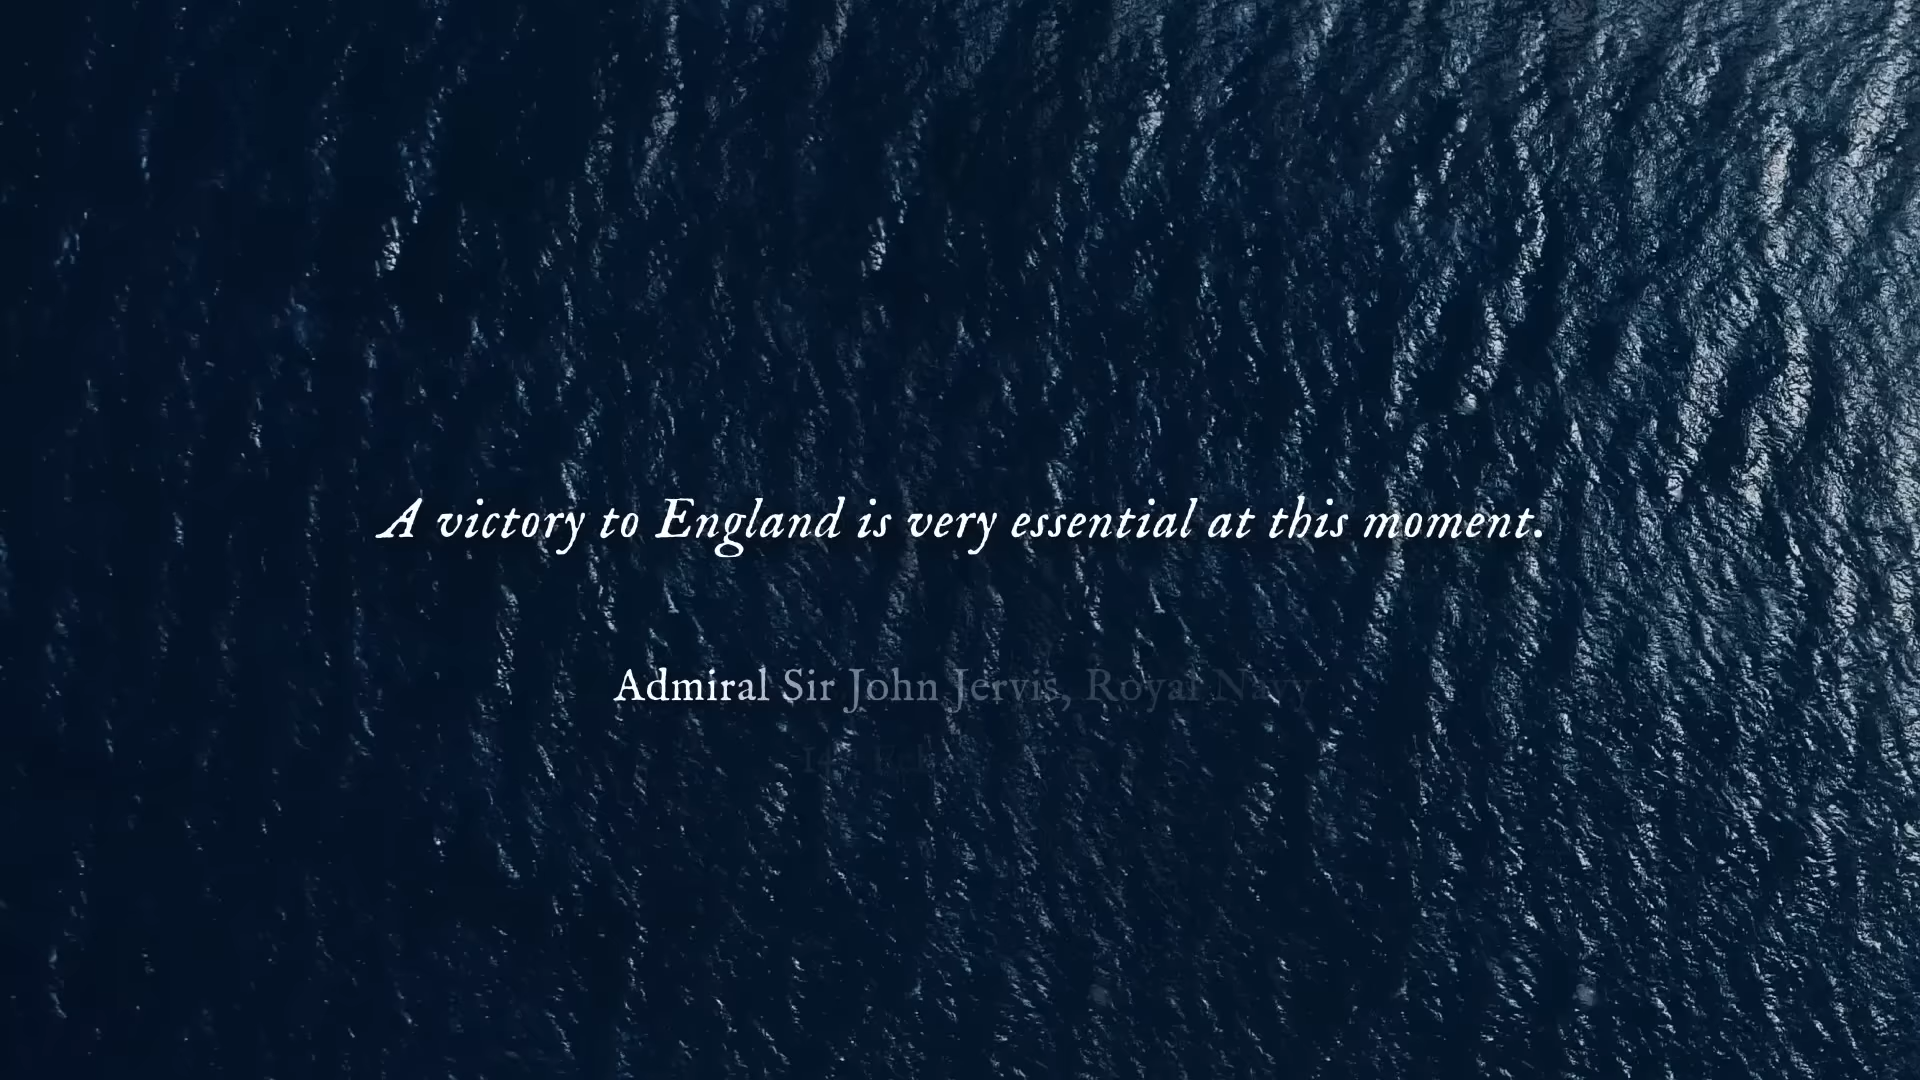 A victory to England is very essential at this moment.
Admiral Sir John Jervis, Royal Navy